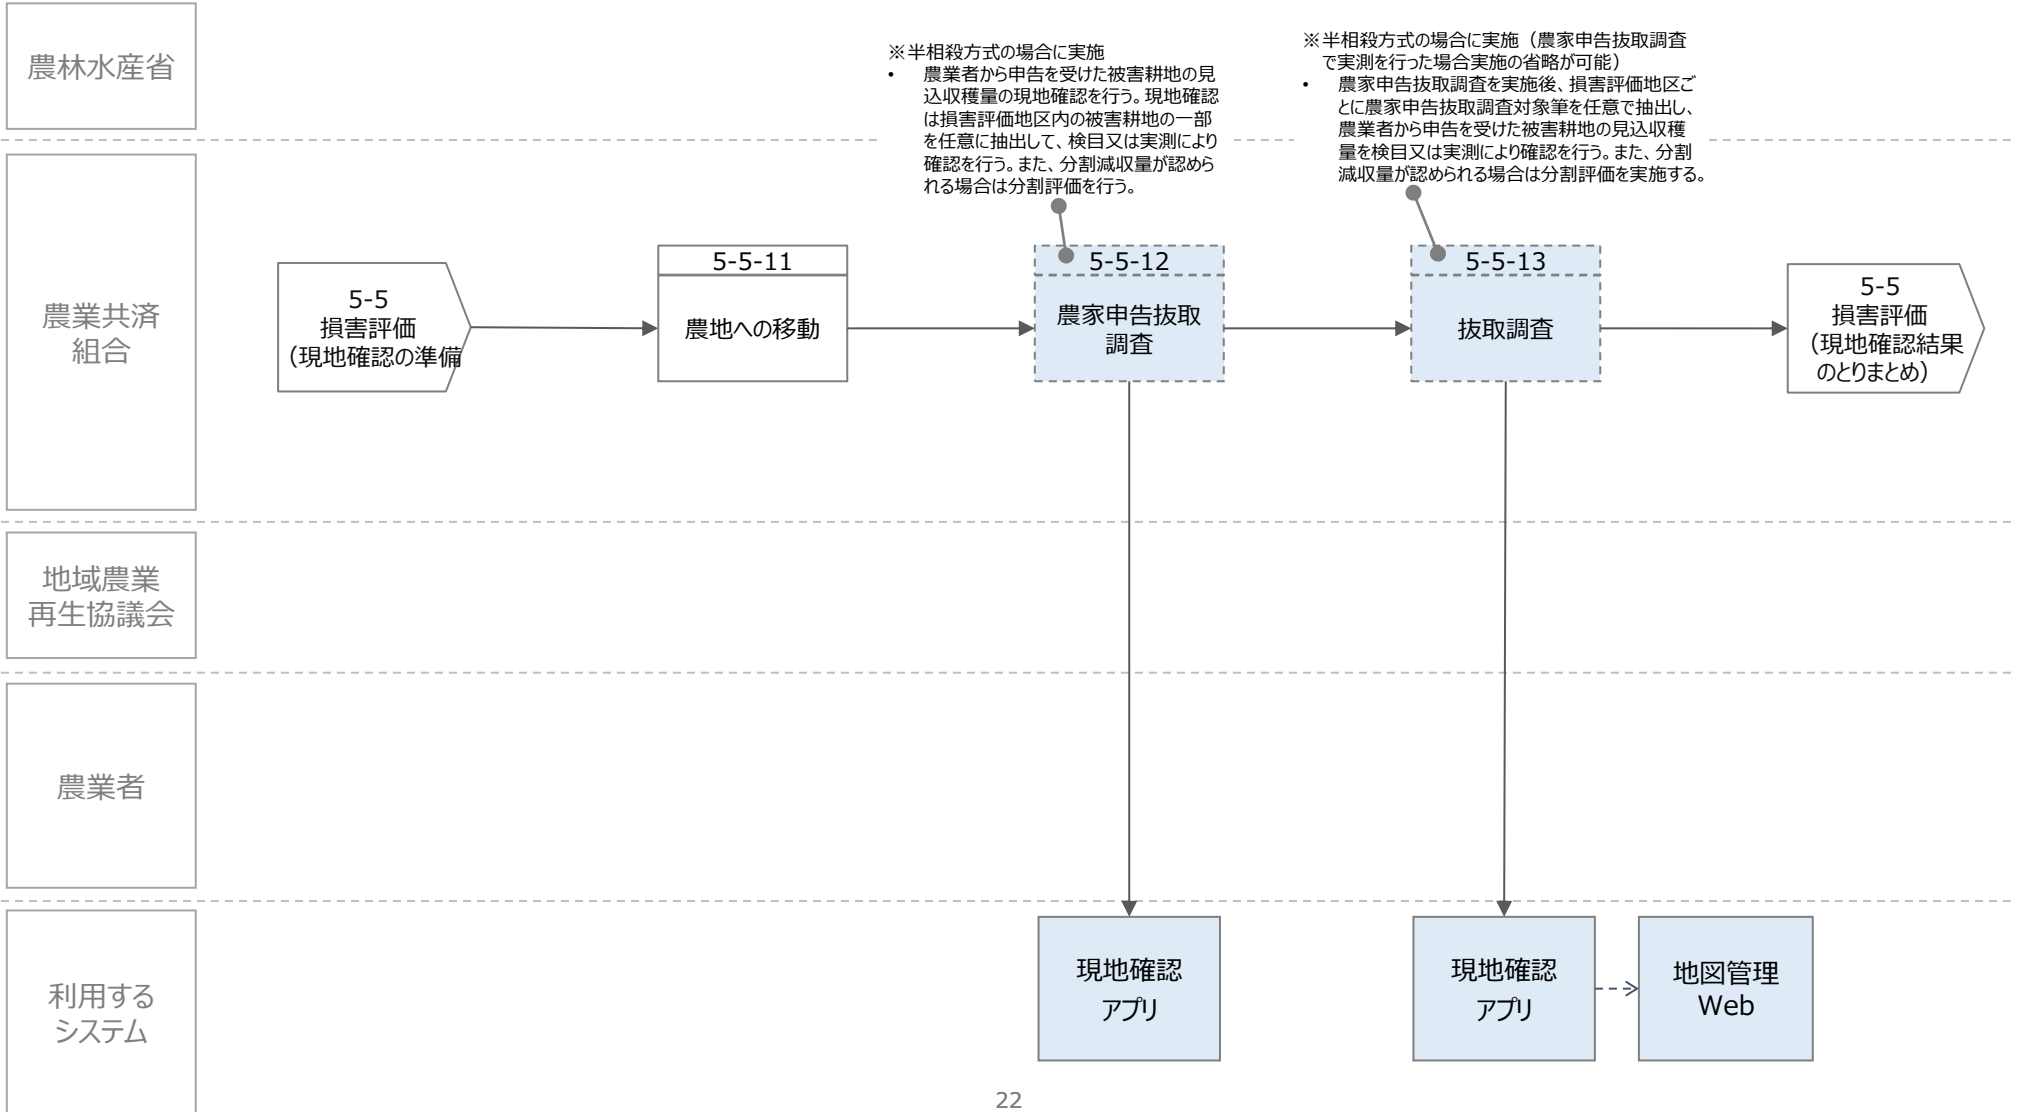 農林水産省
※半相殺方式の場合に実施
• 農業者から申告を受けた被害耕地の見
込収穫量の現地確認を行う。現地確認
は損害評価地区内の被害耕地の一部
を任意に抽出して、検目又は実測により
確認を行う。また、分割減収量が認めら
れる場合は分割評価を行う。
※半相殺方式の場合に実施（農家申告抜取調査
で実測を行った場合実施の省略が可能）
• 農家申告抜取調査を実施後、損害評価地区ご
とに農家申告抜取調査対象筆を任意で抽出し、
農業者から申告を受けた被害耕地の見込収穫
量を検目又は実測により確認を行う。また、分割
減収量が認められる場合は分割評価を実施する。
農業共済
組合
5-5
損害評価
（現地確認の準備
5-5-11
農地への移動
5-5-12
農家申告抜取
調査
5-5-13
抜取調査
5-5
損害評価
（現地確認結果
のとりまとめ）
地域農業
再生協議会
農業者
利用する
システム
現地確認
アプリ
現地確認
アプリ
地図管理
Web
22